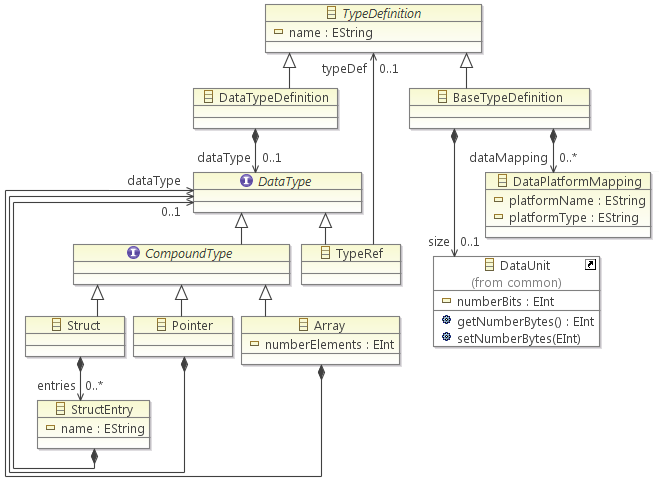 TypeDefinition
name : EString
typeDef 0..1
DataTypeDefinition
BaseTypeDefinition
dataType 0..1
dataMapping 0..*
dataType
0..1
DataType
DataPlatformMapping
platformName : EString
platformType : EString
CompoundType
TypeRef
size 0..1
DataUnit
(from common)
numberBits : EInt
getNumberBytes() : EInt
setNumberBytes(EInt)
Struct
Pointer
Array
numberElements : EInt
entries 0..*
StructEntry
name : EString